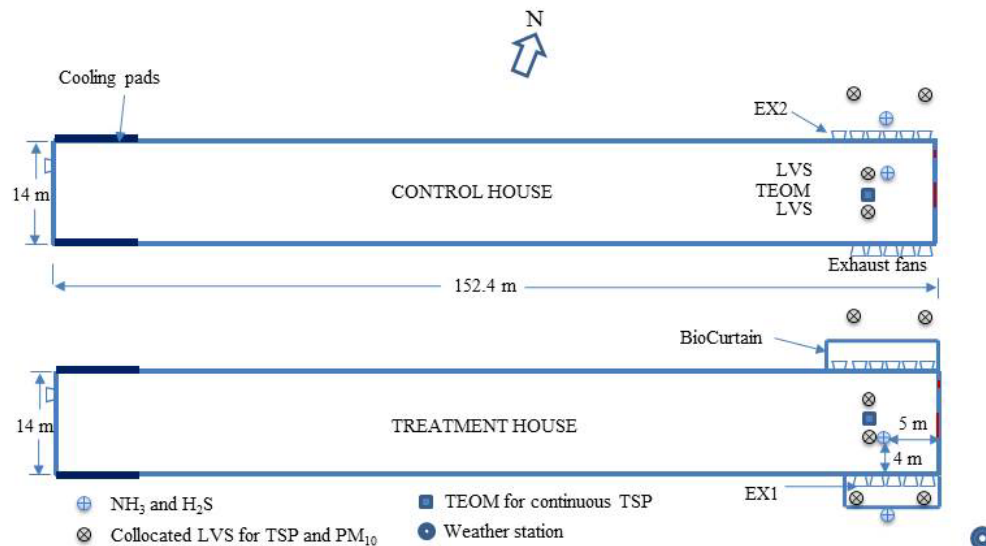 N
Cooling pads
EX2
14 m
CONTROL HOUSE
LVS
TEOM
LVS
Exhaust fans
152.4 m
BioCurtain
14 m
TREATMENT HOUSE
5 m
4 m
EX1
NH₃ and H₂S
TEOM for continuous TSP
Collocated LVS for TSP and PM₁₀
Weather station